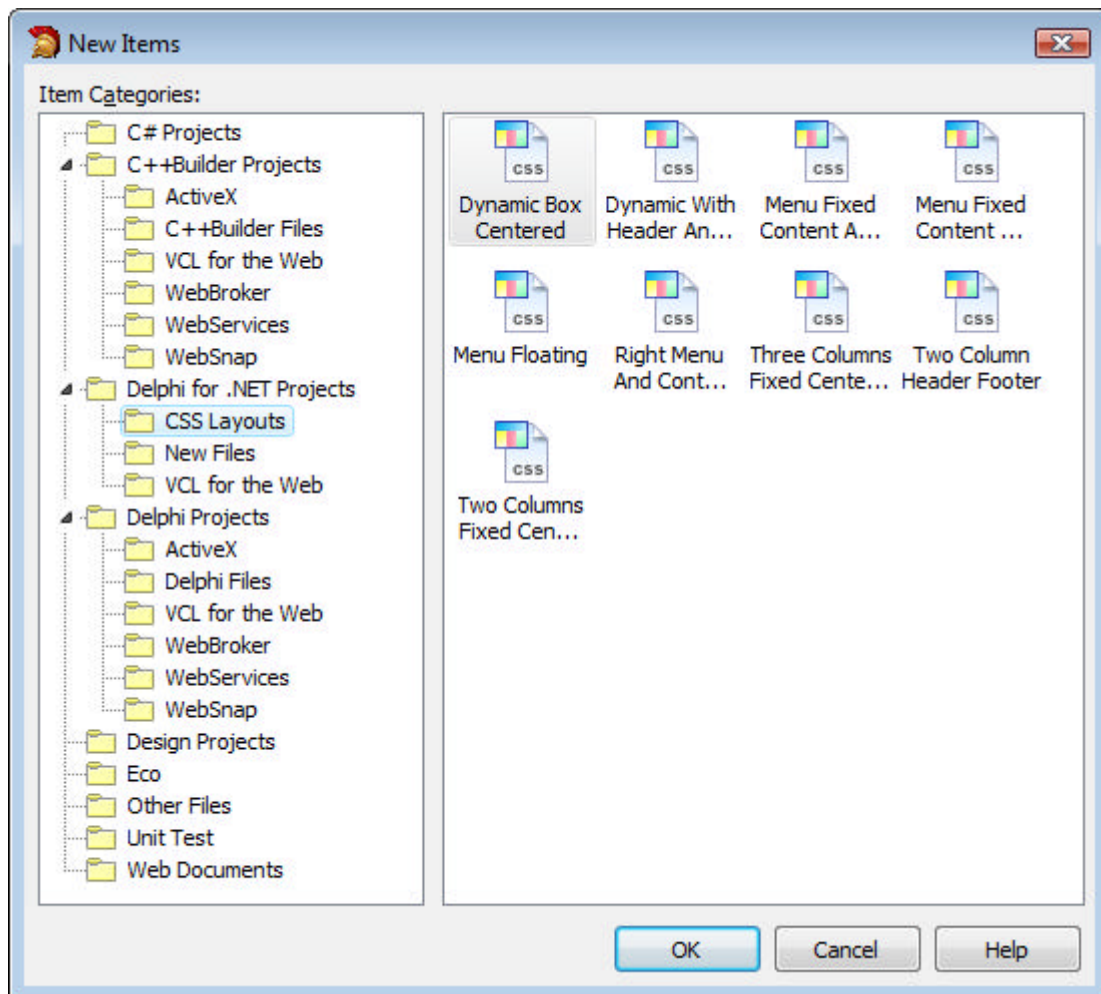 New Items
Item Categories:
C# Projects
C++Builder Projects
ActiveX
C++Builder Files
VCL for the Web
WebBroker
WebServices
WebSnap
Delphi for .NET Projects
CSS Layouts
New Files
VCL for the Web
Delphi Projects
ActiveX
Delphi Files
VCL for the Web
WebBroker
WebServices
WebSnap
Design Projects
Eco
Other Files
Unit Test
Web Documents
css css css css
Dynamic Box Dynamic With Menu Fixed Menu Fixed
Centered Header An... Content A... Content ...
css css css css
Menu Floating Right Menu Three Columns Two Column
And Cont... Fixed Cente... Header Footer
css
Two Columns
Fixed Cen...
OK Cancel Help